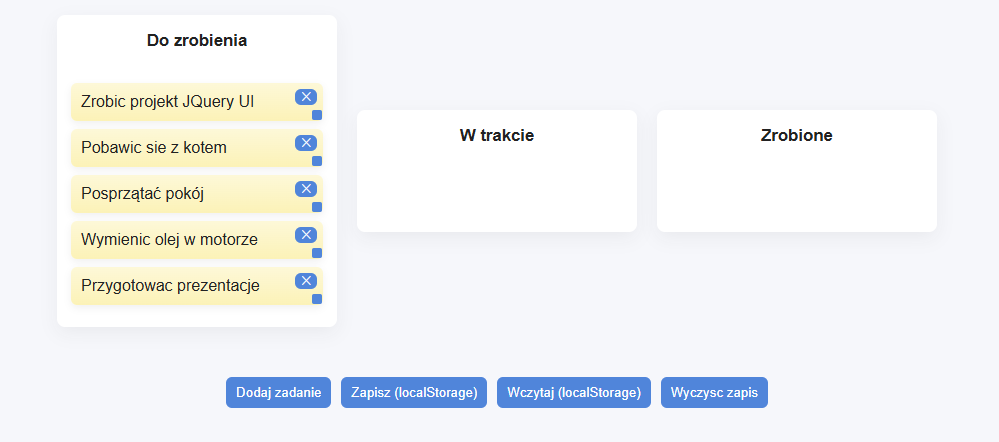 Do zrobienia
Zrobic projekt JQuery UI
Pobawic sie z kotem
Posprzątać pokój
Wymienic olej w motorze
Przygotowac prezentacje
W trakcie
Zrobione
Dodaj zadanie
Zapisz (localStorage)
Wczytaj (localStorage)
Wyczysc zapis